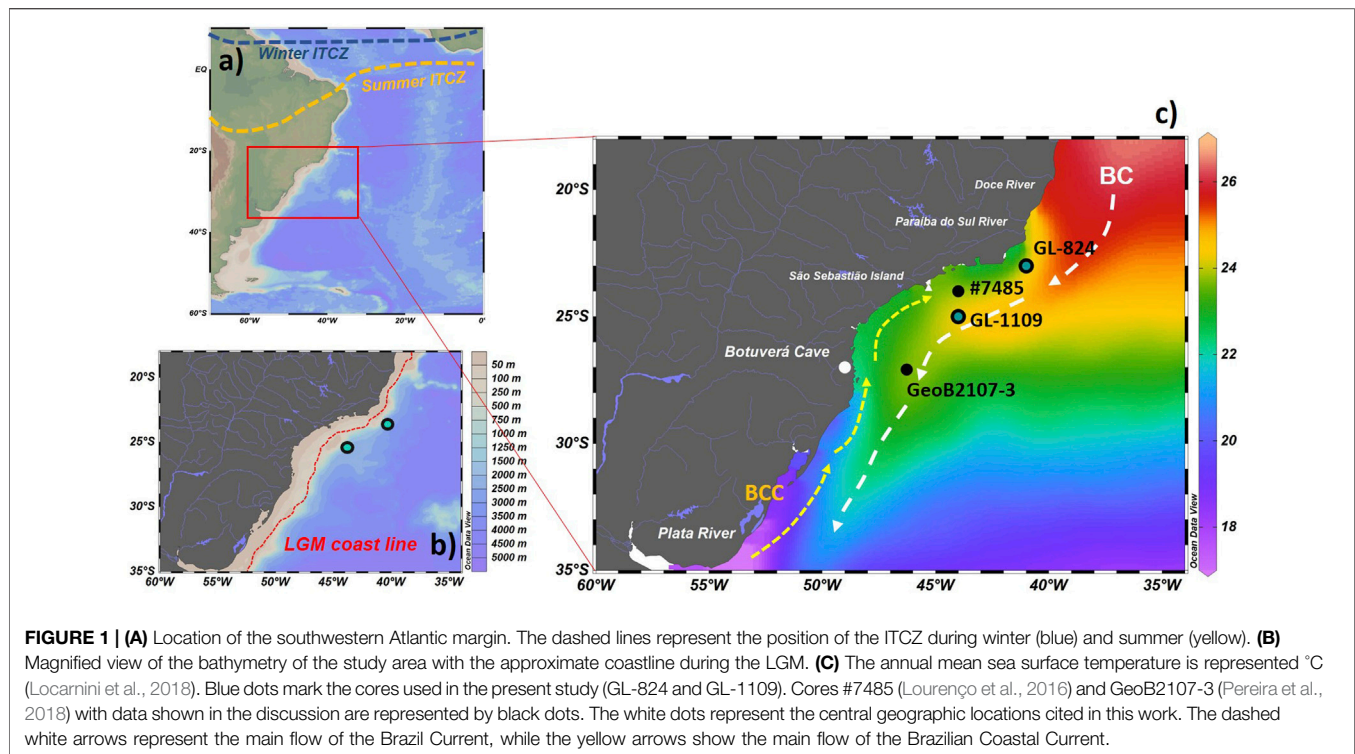 a)
Winter ITCZ
Summer ITCZ
EQ
20°S
40°S
60°S
60°W
40°W
20°W
0°
c)
20°S
25°S
30°S
35°S
60°W
55°W
50°W
45°W
40°W
35°W
Doce River
BC
Paraíba do Sul River
GL-824
São Sebastião Island
#7485
GL-1109
Botuverá Cave
GeoB2107-3
BCC
Plata River
26
24
22
20
18
Ocean Data View
20°S
25°S
30°S
35°S
60°W
55°W
50°W
45°W
40°W
35°W
LGM coast line
b)
50 m
100 m
250 m
500 m
750 m
1000 m
1250 m
1500 m
2000 m
2500 m
3000 m
3500 m
4000 m
4500 m
5000 m
Ocean Data View
FIGURE 1 | (A) Location of the southwestern Atlantic margin. The dashed lines represent the position of the ITCZ during winter (blue) and summer (yellow). (B)
Magnified view of the bathymetry of the study area with the approximate coastline during the LGM. (C) The annual mean sea surface temperature is represented °C
(Locarnini et al., 2018). Blue dots mark the cores used in the present study (GL-824 and GL-1109). Cores #7485 (Lourenço et al., 2016) and GeoB2107-3 (Pereira et al.,
2018) with data shown in the discussion are represented by black dots. The white dots represent the central geographic locations cited in this work. The dashed
white arrows represent the main flow of the Brazil Current, while the yellow arrows show the main flow of the Brazilian Coastal Current.